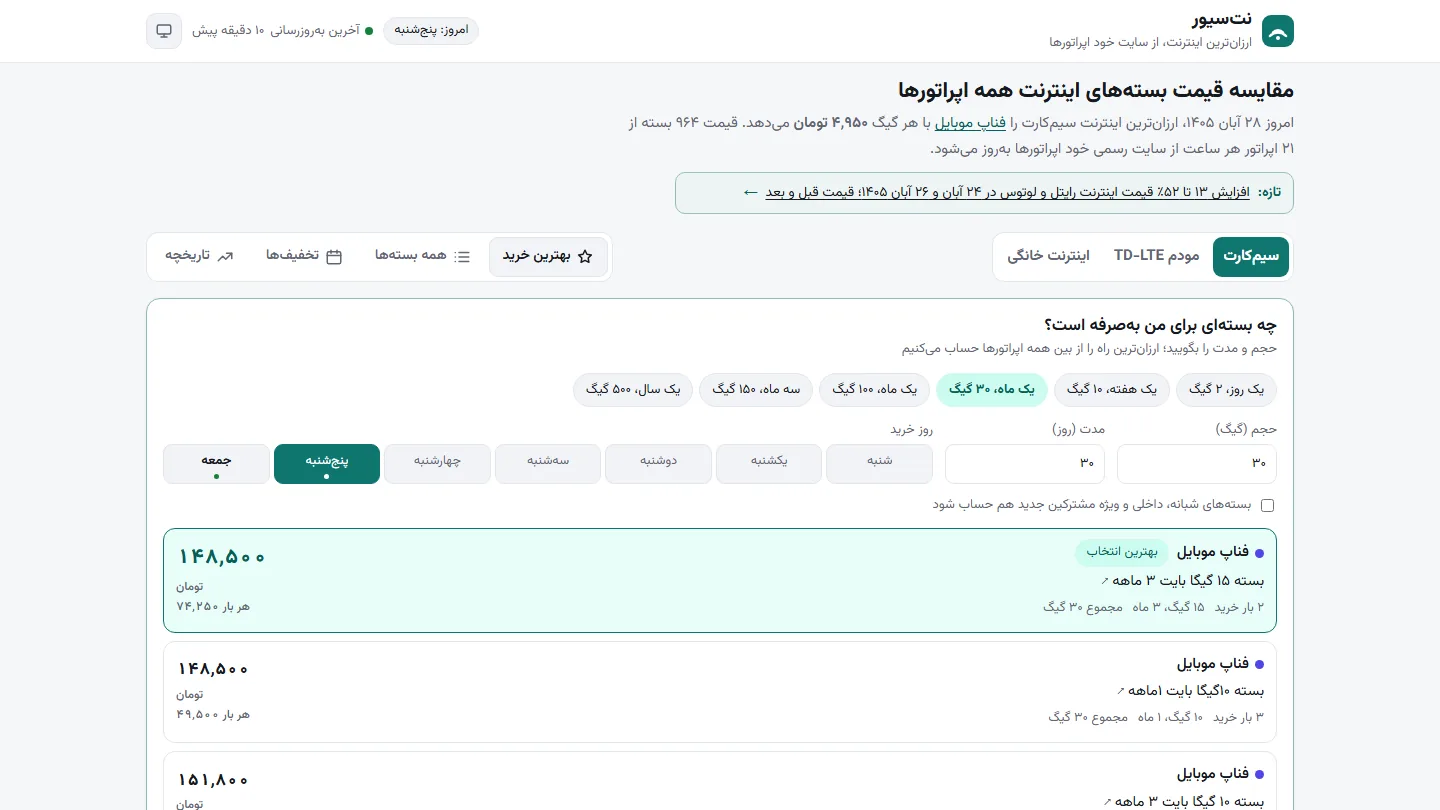 نت‌سیور
ارزان‌ترین اینترنت، از سایت خود اپراتورها
امروز: پنج‌شنبه
آخرین به‌روزرسانی ۱۰ دقیقه پیش
مقایسه قیمت بسته‌های اینترنت همه اپراتورها
امروز ۲۸ آبان ۱۴۰۵، ارزان‌ترین اینترنت سیم‌کارت را فناپ موبایل با هر گیگ ۴,۹۵۰ تومان می‌دهد. قیمت ۹۶۴ بسته از
۲۱ اپراتور هر ساعت از سایت رسمی خود اپراتورها به‌روز می‌شود.
تازه: افزایش ۱۳ تا ۵۲٪ قیمت اینترنت رایتل و لوتوس در ۲۴ آبان و ۲۶ آبان ۱۴۰۵؛ قیمت قبل و بعد ←
سیم‌کارت مودم TD-LTE اینترنت خانگی
بهترین خرید همه بسته‌ها تخفیف‌ها تاریخچه
چه بسته‌ای برای من به‌صرفه است؟
حجم و مدت را بگویید؛ ارزان‌ترین راه را از بین همه اپراتورها حساب می‌کنیم
یک روز، ۲ گیگ یک هفته، ۱۰ گیگ یک ماه، ۳۰ گیگ یک ماه، ۱۰۰ گیگ سه ماه، ۱۵۰ گیگ یک سال، ۵۰۰ گیگ
حجم (گیگ) مدت (روز) روز خرید
۳۰ ۳۰ شنبه یکشنبه دوشنبه سه‌شنبه چهارشنبه پنج‌شنبه جمعه
بسته‌های شبانه، داخلی و ویژه مشترکین جدید هم حساب شود
فناپ موبایل بهترین انتخاب
۱۴۸,۵۰۰
بسته ۱۵ گیگا بایت ۳ ماهه ↗
تومان
۲ بار خرید ۱۵ گیگ، ۳ ماه مجموع ۳۰ گیگ
هر بار ۷۴,۲۵۰
فناپ موبایل
۱۴۸,۵۰۰
بسته ۱۰گیگا بایت ۱ماهه ↗
تومان
۳ بار خرید ۱۰ گیگ، ۱ ماه مجموع ۳۰ گیگ
هر بار ۴۹,۵۰۰
فناپ موبایل
۱۵۱,۸۰۰
بسته ۱۰ گیگا بایت ۳ ماهه ↗
تومان